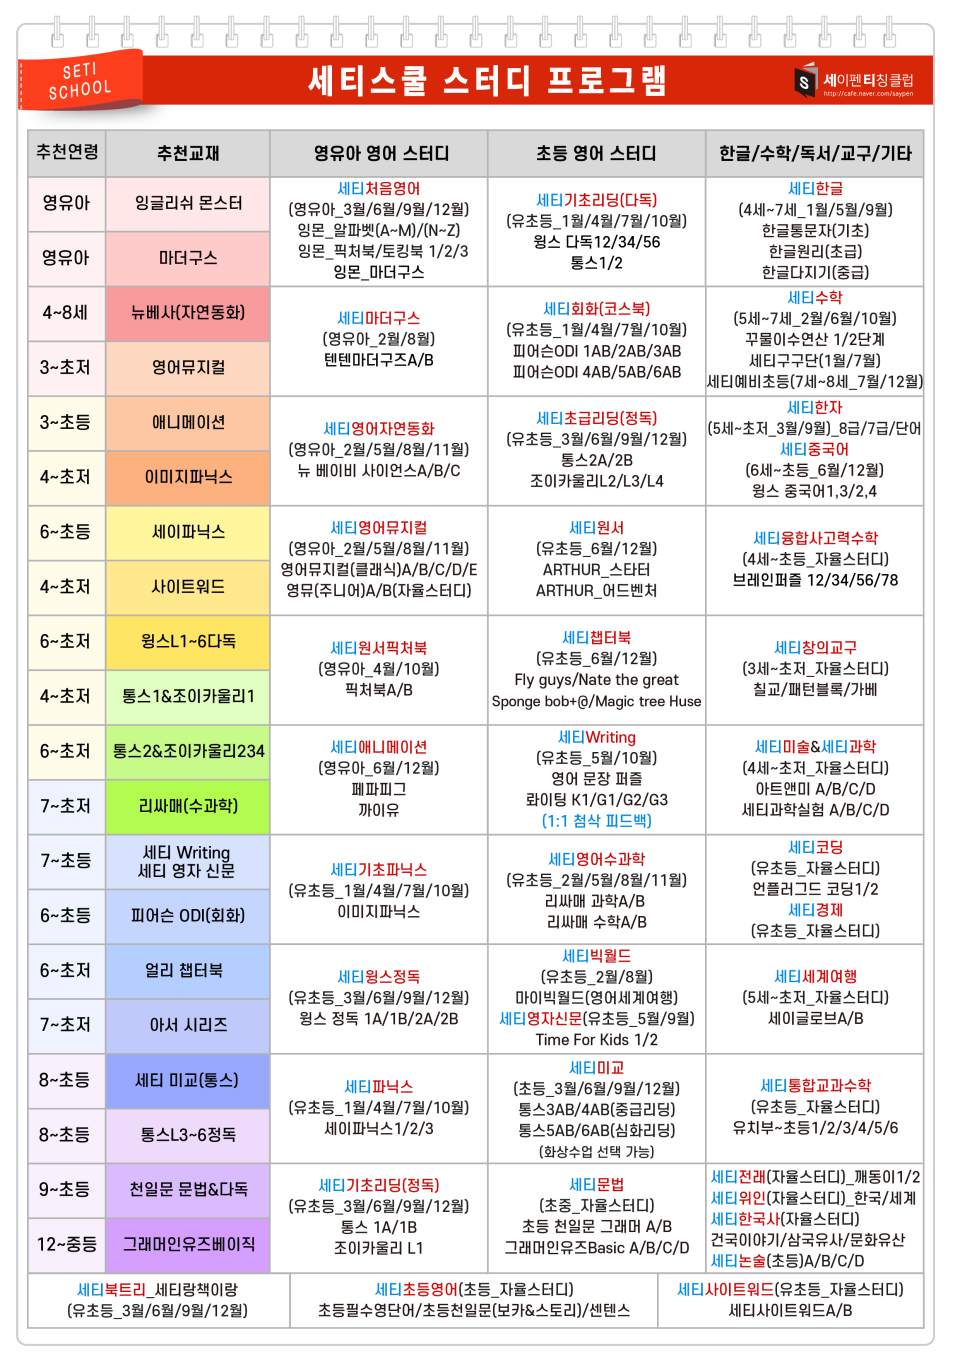 SETI
SCHOOL
세티스쿨 스터디 프로그램
S
세이펜티칭클럽
http://cafe.naver.com/saypen
추천연령
추천교재
영유아 영어 스터디
초등 영어 스터디
한글/수학/독서/교구/기타
영유아
잉글리쉬 몬스터
영유아
마더구스
세티처음영어
(영유아_3월/6월/9월/12월)
잉몬_알파벳(A~M)/(N~Z)
잉몬_픽처북/토킹북 1/2/3
잉몬_마더구스
세티기초리딩(다독)
(유초등_1월/4월/7월/10월)
윙스 다독12/34/56
통스1/2
세티한글
(4세~7세_1월/5월/9월)
한글통문자(기초)
한글원리(초급)
한글다지기(중급)
4~8세
뉴베사(자연동화)
3~초저
영어뮤지컬
세티마더구스
(영유아_2월/8월)
텐텐마더구즈A/B
세티회화(코스북)
(유초등_1월/4월/7월/10월)
피어슨ODI 1AB/2AB/3AB
피어슨ODI 4AB/5AB/6AB
세티수학
(5세~7세_2월/6월/10월)
꾸물이수연산 1/2단계
세티구구단(1월/7월)
세티예비초등(7세~8세_7월/12월)
3~초등
애니메이션
4~초저
이미지파닉스
세티영어자연동화
(영유아_2월/5월/8월/11월)
뉴 베이비 사이언스A/B/C
세티초급리딩(정독)
(유초등_3월/6월/9월/12월)
통스2A/2B
조이카울리L2/L3/L4
세티한자
(5세~초저_3월/9월)_8급/7급/단어
세티중국어
(6세~초등_6월/12월)
윙스 중국어1,3/2,4
6~초등
세이파닉스
4~초저
사이트워드
세티영어뮤지컬
(영유아_2월/5월/8월/11월)
영어뮤지컬(클래식)A/B/C/D/E
영뮤(주니어)A/B(자율스터디)
세티원서
(유초등_6월/12월)
ARTHUR_스타터
ARTHUR_어드벤처
세티융합사고력수학
(4세~초등_자율스터디)
브레인퍼즐 12/34/56/78
6~초저
윙스L1~6다독
4~초저
통스1&조이카울리1
세티원서픽처북
(영유아_4월/10월)
픽처북A/B
세티챕터북
(유초등_6월/12월)
Fly guys/Nate the great
Sponge bob+@/Magic tree Huse
세티창의교구
(3세~초저_자율스터디)
칠교/패턴블록/가베
6~초저
통스2&조이카울리234
7~초저
리싸매(수과학)
세티애니메이션
(영유아_6월/12월)
페파피그
까이유
세티Writing
(유초등_5월/10월)
영어 문장 퍼즐
롸이팅 K1/G1/G2/G3
(1:1 첨삭 피드백)
세티미술&세티과학
(4세~초저_자율스터디)
아트앤미 A/B/C/D
세티과학실험 A/B/C/D
7~초등
세티 Writing
세티 영자 신문
6~초등
피어슨 ODI(회화)
세티기초파닉스
(유초등_1월/4월/7월/10월)
이미지파닉스
세티영어수과학
(유초등_2월/5월/8월/11월)
리싸매 과학A/B
리싸매 수학A/B
세티코딩
(유초등_자율스터디)
언플러그드 코딩1/2
세티경제
(유초등_자율스터디)
6~초저
얼리 챕터북
7~초저
아서 시리즈
세티윙스정독
(유초등_3월/6월/9월/12월)
윙스 정독 1A/1B/2A/2B
세티빅월드
(유초등_2월/8월)
마이빅월드(영어세계여행)
세티영자신문(유초등_5월/9월)
Time For Kids 1/2
세티세계여행
(5세~초저_자율스터디)
세이글로브A/B
8~초등
세티 미교(통스)
8~초등
통스L3~6정독
세티파닉스
(유초등_1월/4월/7월/10월)
세이파닉스1/2/3
세티미교
(초등_3월/6월/9월/12월)
통스3AB/4AB(중급리딩)
통스5AB/6AB(심화리딩)
(화상수업 선택 가능)
세티통합교과수학
(유초등_자율스터디)
유치부~초등1/2/3/4/5/6
9~초등
천일문 문법&다독
12~중등
그래머인유즈베이직
세티기초리딩(정독)
(유초등_3월/6월/9월/12월)
통스 1A/1B
조이카울리 L1
세티문법
(초중_자율스터디)
초등 천일문 그래머 A/B
그래머인유즈Basic A/B/C/D
세티전래(자율스터디)_깨동이1/2
세티위인(자율스터디)_한국/세계
세티한국사(자율스터디)
건국이야기/삼국유사/문화유산
세티논술(초등)A/B/C/D
세티북트리_세티랑책이랑
(유초등_3월/6월/9월/12월)
세티초등영어(초등_자율스터디)
초등필수영단어/초등천일문(보카&스토리)/센텐스
세티사이트워드(유초등_자율스터디)
세티사이트워드A/B